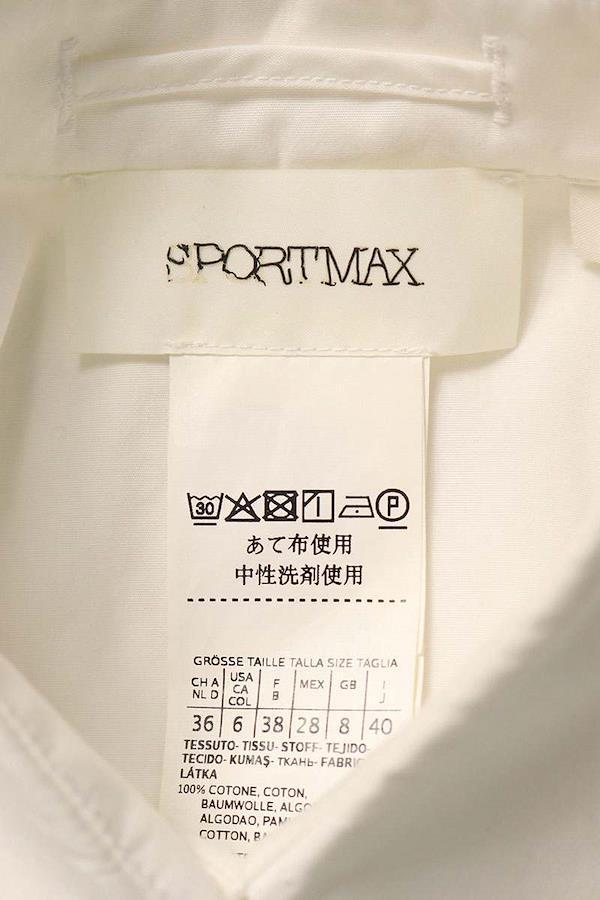 SPORTMAX
30 P
あて布使用
中性洗剤使用
GRÖSSE TAILLE TALLA SIZE TAGLIA
CH A NL D USA CA COL F B MEX GB I J
36 6 38 28 8 40
TESSUTO- TISSU- STOFF- TEJIDO-
TECIDO- KUMAŞ- ТКАНЬ- FABRIC
LÁTKA
100% COTONE, COTON,
BAUMWOLLE,
ALGODAO,
COTTON,